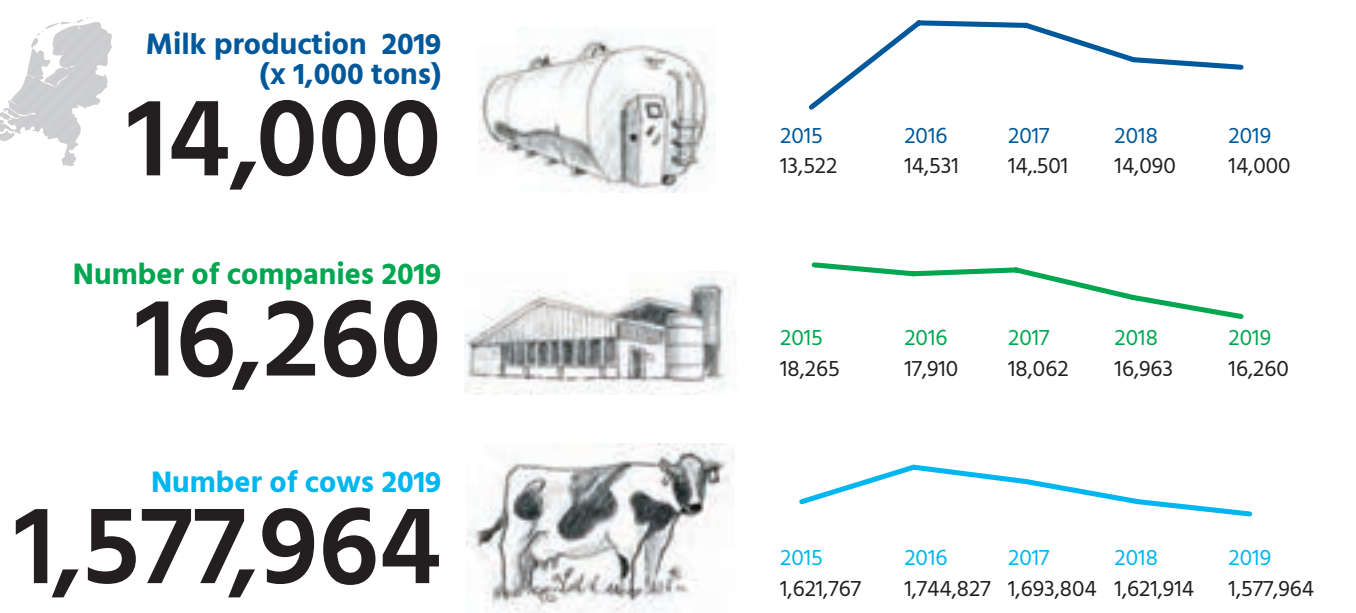 Milk production 2019
(x 1,000 tons)
14,000
2015 2016 2017 2018 2019
13,522 14,531 14,.501 14,090 14,000
Number of companies 2019
16,260
2015 2016 2017 2018 2019
18,265 17,910 18,062 16,963 16,260
Number of cows 2019
1,577,964
2015 2016 2017 2018 2019
1,621,767 1,744,827 1,693,804 1,621,914 1,577,964